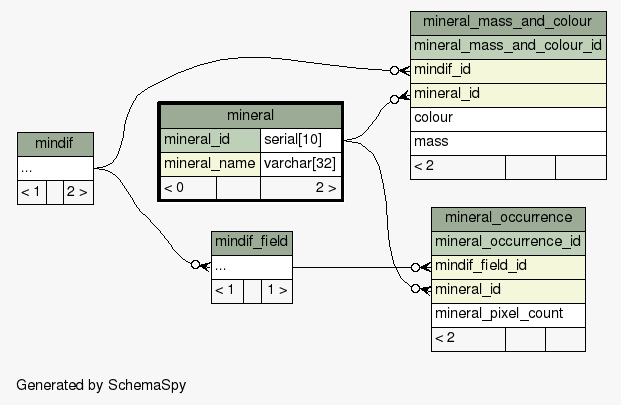 mineral_mass_and_colour
mineral_mass_and_colour_id
mindif_id
mineral_id
colour
mass
< 2
mineral
mineral_id serial[10]
mineral_name varchar[32]
< 0 2 >
mindif
...
< 1 2 >
mindif_field
...
< 1 1 >
mineral_occurrence
mineral_occurrence_id
mindif_field_id
mineral_id
mineral_pixel_count
< 2
Generated by SchemaSpy